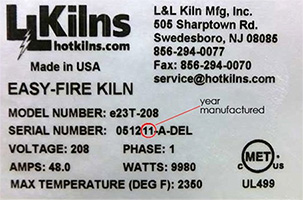 L&L Kilns
hotkilns.com
L&L Kiln Mfg, Inc.
505 Sharptown Rd.
Swedesboro, NJ 08085
856-294-0077
Fax: 856-294-0070
service@hotkilns.com
Made in USA
EASY-FIRE KILN
year
manufactured
MODEL NUMBER: e23T-208
SERIAL NUMBER: 051211-A-DEL
VOLTAGE: 208 PHASE: 1
AMPS: 48.0 WATTS: 9980
MAX TEMPERATURE (DEG F): 2350
C MET US
UL499